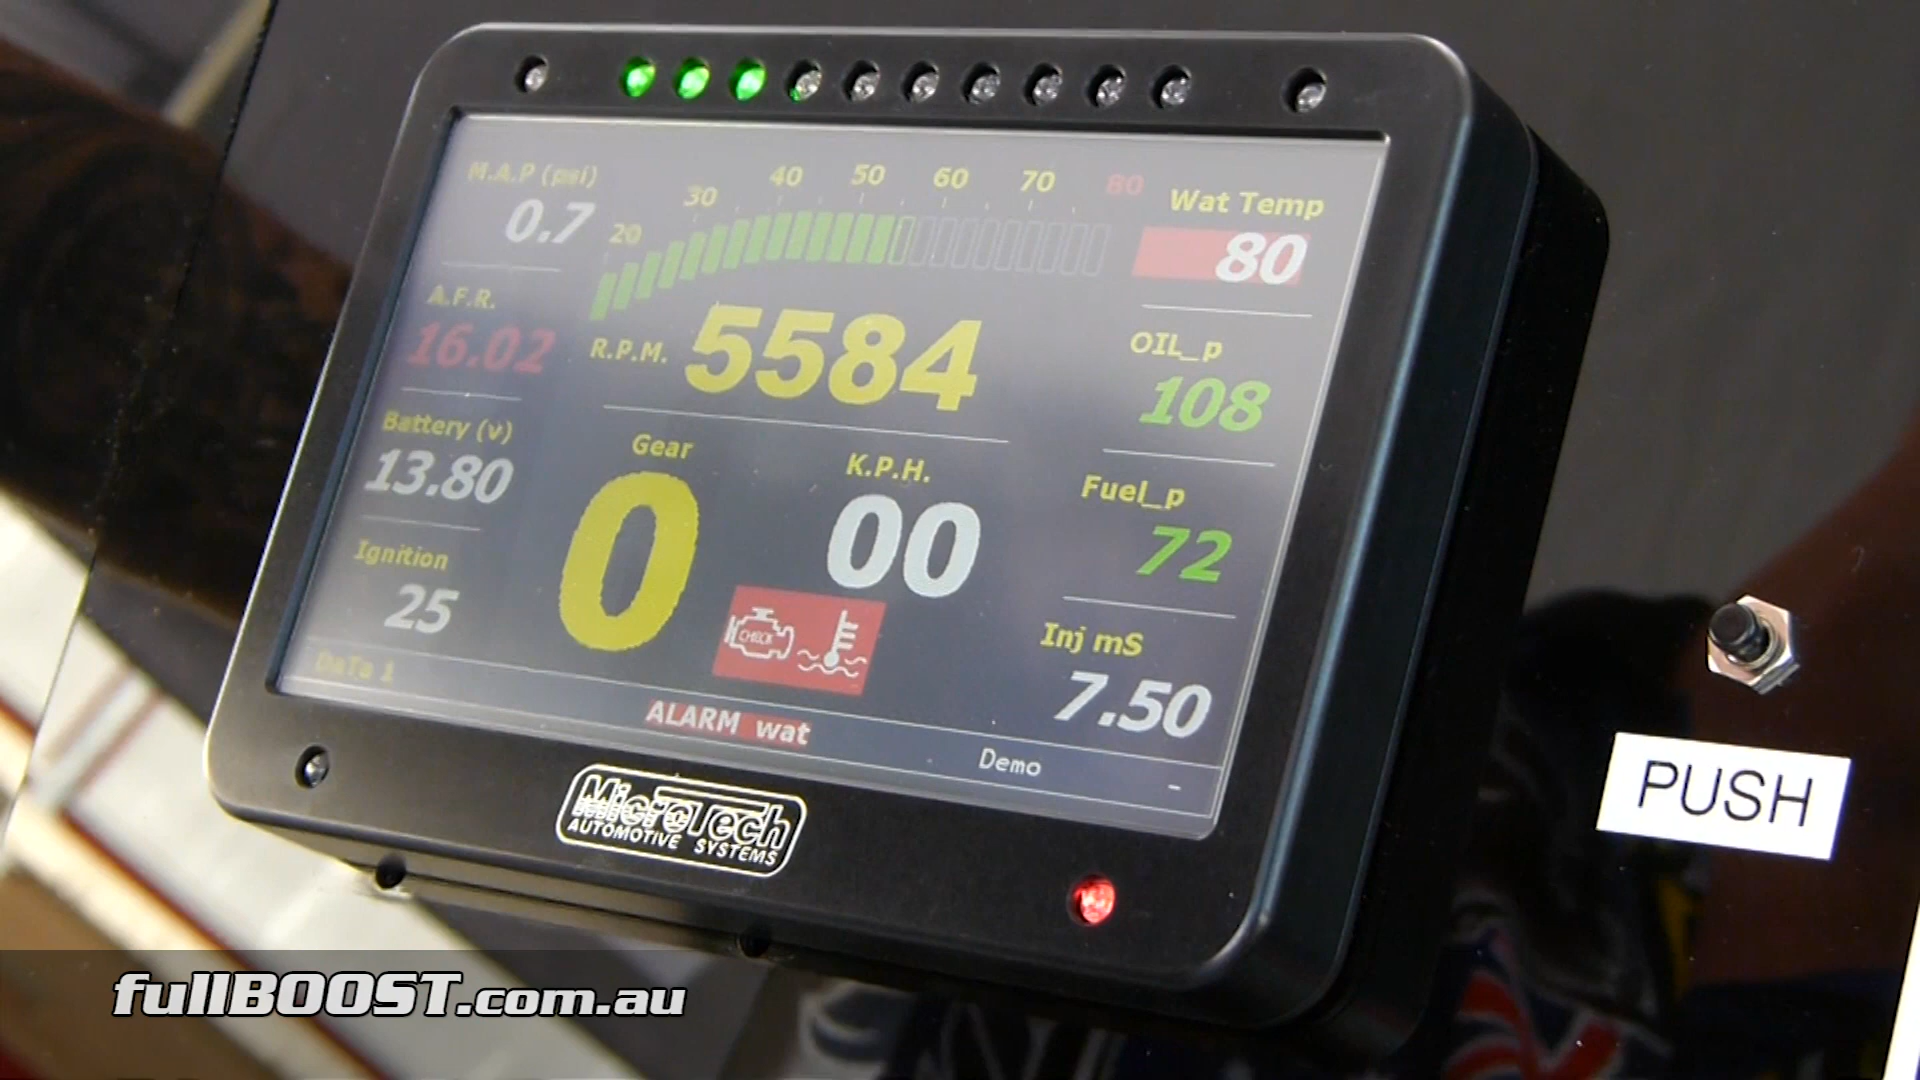 M.A.P (psi)
0.7
20 30 40 50 60 70 80
Wat Temp
80
A.F.R.
16.02
R.P.M. 5584
OIL_p
108
Battery (v)
13.80
Gear
0
K.P.H.
00
Fuel_p
72
Ignition
25
CHECK
Inj mS
7.50
DaTa 1
ALARM wat
Demo
-
MicroTech
AUTOMOTIVE SYSTEMS
PUSH
fullBOOST.com.au